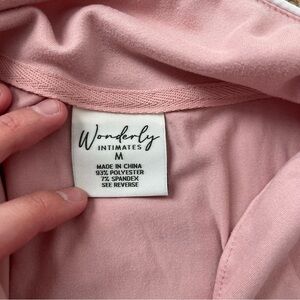 Wonderly
INTIMATES
M
MADE IN CHINA
93% POLYESTER
7% SPANDEX
SEE REVERSE